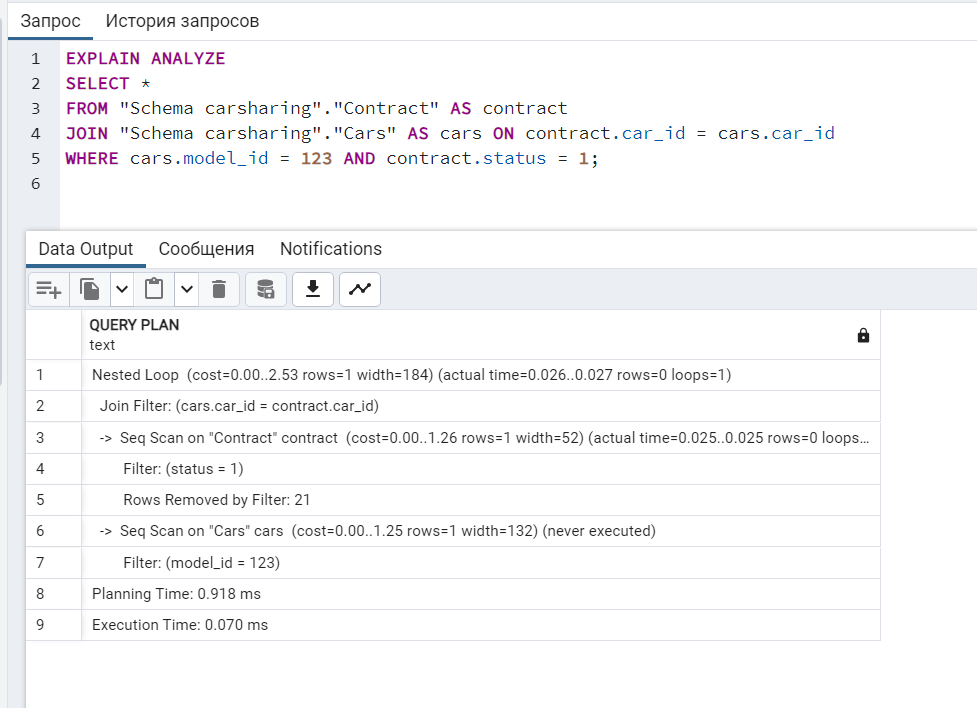 Запрос История запросов
1 EXPLAIN ANALYZE
2 SELECT *
3 FROM "Schema carsharing"."Contract" AS contract
4 JOIN "Schema carsharing"."Cars" AS cars ON contract.car_id = cars.car_id
5 WHERE cars.model_id = 123 AND contract.status = 1;
6
Data Output Сообщения Notifications
QUERY PLAN
text
1 Nested Loop (cost=0.00..2.53 rows=1 width=184) (actual time=0.026..0.027 rows=0 loops=1)
2 Join Filter: (cars.car_id = contract.car_id)
3 -> Seq Scan on "Contract" contract (cost=0.00..1.26 rows=1 width=52) (actual time=0.025..0.025 rows=0 loops...
4 Filter: (status = 1)
5 Rows Removed by Filter: 21
6 -> Seq Scan on "Cars" cars (cost=0.00..1.25 rows=1 width=132) (never executed)
7 Filter: (model_id = 123)
8 Planning Time: 0.918 ms
9 Execution Time: 0.070 ms